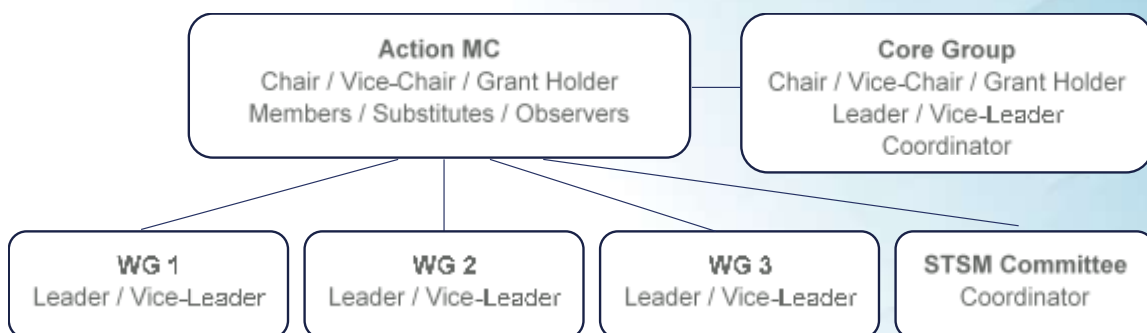 Action MC
Chair / Vice-Chair / Grant Holder
Members / Substitutes / Observers
Core Group
Chair / Vice-Chair / Grant Holder
Leader / Vice-Leader
Coordinator
WG 1
Leader / Vice-Leader
WG 2
Leader / Vice-Leader
WG 3
Leader / Vice-Leader
STSM Committee
Coordinator